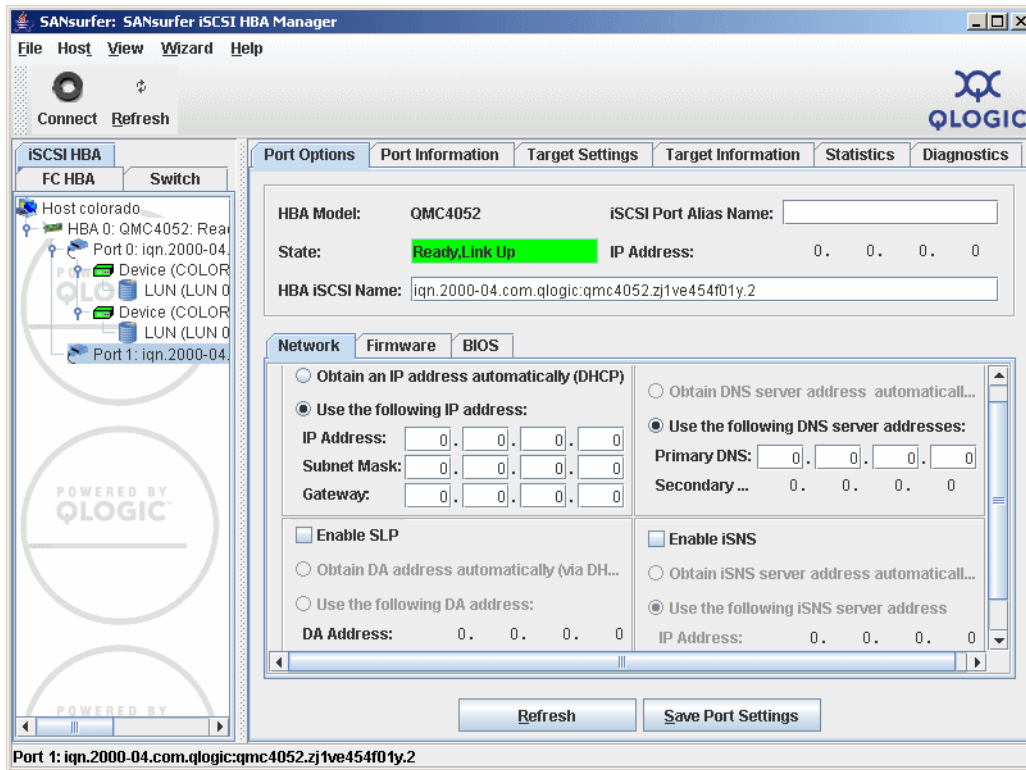 SANsurfer: SANsurfer iSCSI HBA Manager
File Host View Wizard Help
Connect Refresh
QLOGIC
iSCSI HBA
FC HBA Switch
Host colorado
HBA 0: QMC4052: Rea
Port 0: iqn.2000-04.
Device (COLOR
LUN (LUN 0
Device (COLOR
LUN (LUN 0
Port 1: iqn.2000-04.
POWERED BY
QLOGIC
POWERED BY
Port Options Port Information Target Settings Target Information Statistics Diagnostics
HBA Model: QMC4052 iSCSI Port Alias Name:
State: Ready,Link Up IP Address: 0. 0. 0. 0
HBA iSCSI Name: iqn.2000-04.com.qlogic:qmc4052.zj1ve454f01y.2
Network Firmware BIOS
Obtain an IP address automatically (DHCP)
Use the following IP address:
IP Address: 0. 0. 0. 0
Subnet Mask: 0. 0. 0. 0
Gateway: 0. 0. 0. 0
Obtain DNS server address automaticall...
Use the following DNS server addresses:
Primary DNS: 0. 0. 0. 0
Secondary ... 0. 0. 0. 0
Enable SLP
Obtain DA address automatically (via DH...
Use the following DA address:
DA Address: 0. 0. 0. 0
Enable iSNS
Obtain iSNS server address automaticall...
Use the following iSNS server address
IP Address: 0. 0. 0. 0
Refresh Save Port Settings
Port 1: iqn.2000-04.com.qlogic:qmc4052.zj1ve454f01y.2